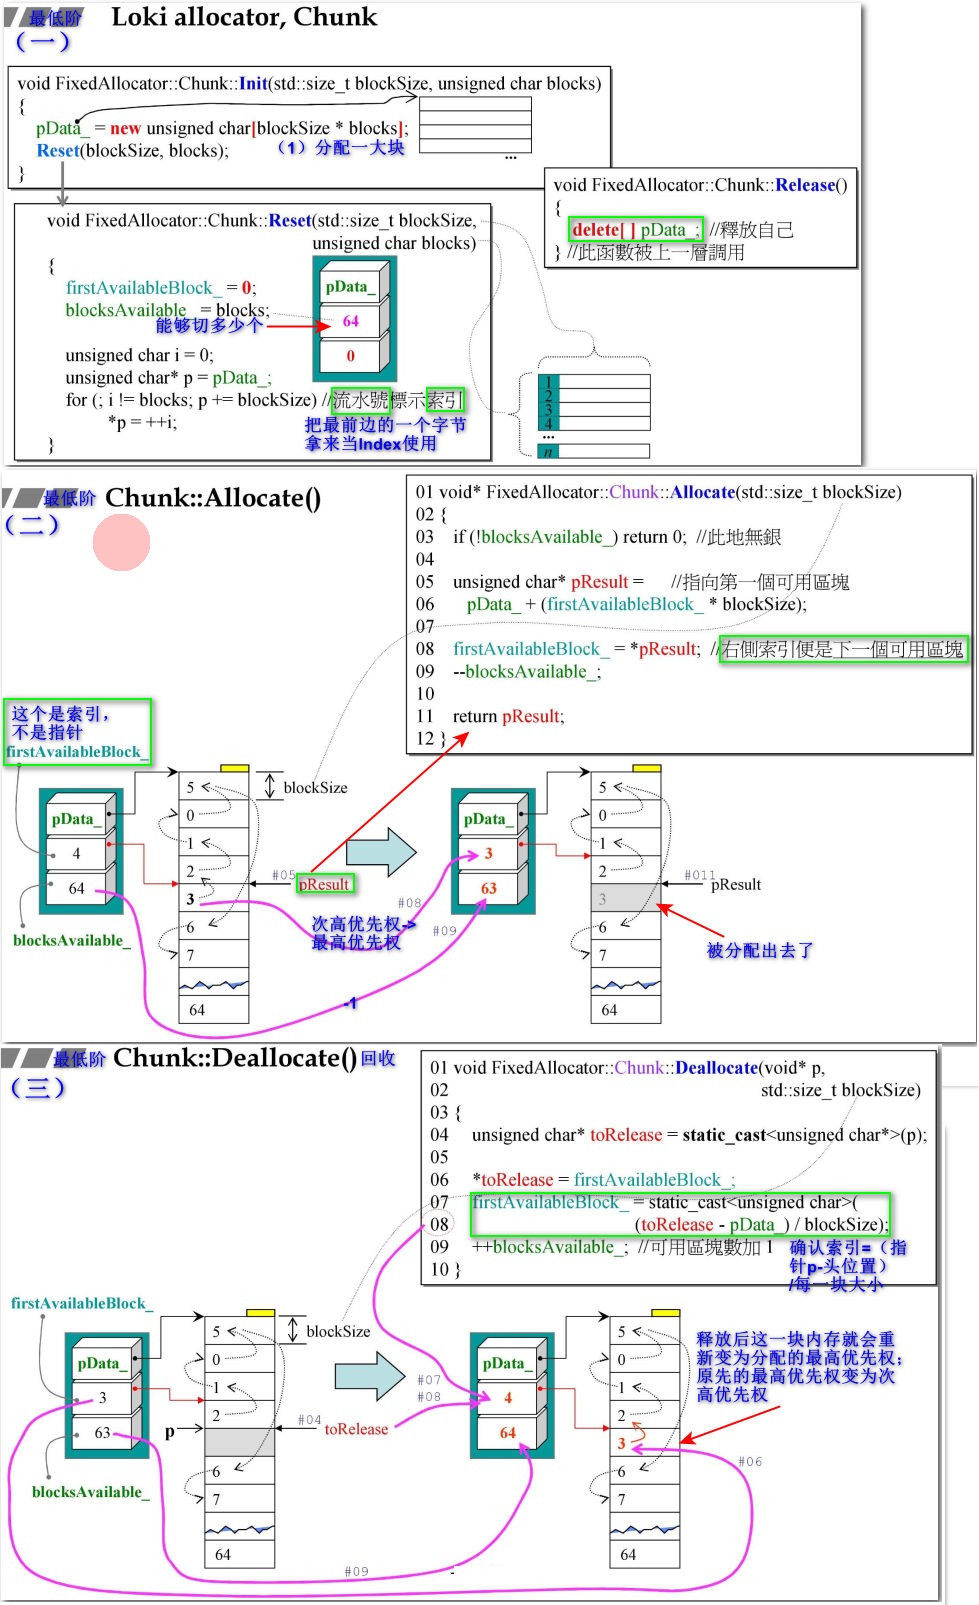 最低阶
Loki allocator, Chunk
（一）
void FixedAllocator::Chunk::Init(std::size_t blockSize, unsigned char blocks)
{
pData_ = new unsigned char[blockSize * blocks];
Reset(blockSize, blocks);
（1）分配一大块
}
...
void FixedAllocator::Chunk::Release()
{
delete[ ] pData_; //釋放自己
} //此函數被上一層調用
void FixedAllocator::Chunk::Reset(std::size_t blockSize,
unsigned char blocks)
{
firstAvailableBlock_ = 0;
blocksAvailable_ = blocks;
能够切多少个
pData_
64
0
unsigned char i = 0;
unsigned char* p = pData_;
for (; i != blocks; p += blockSize) //流水號標示索引
*p = ++i;
把最前边的一个字节
拿来当Index使用
}
1
2
3
4
...
n
最低阶
Chunk::Allocate()
（二）
01 void* FixedAllocator::Chunk::Allocate(std::size_t blockSize)
02 {
03 if (!blocksAvailable_) return 0; //此地無銀
04
05 unsigned char* pResult = //指向第一個可用區塊
06 pData_ + (firstAvailableBlock_ * blockSize);
07
08 firstAvailableBlock_ = *pResult; //右側索引便是下一個可用區塊
09 --blocksAvailable_;
10
11 return pResult;
12 }
这个是索引，
不是指针
firstAvailableBlock_
pData_
4
64
blocksAvailable_
5
0
1
2
3
6
7
64
blockSize
#05
pResult
#08
#09
次高优先权->
最高优先权
-1
pData_
3
63
5
0
1
2
3
6
7
64
#011
pResult
被分配出去了
最低阶
Chunk::Deallocate()回收
（三）
01 void FixedAllocator::Chunk::Deallocate(void* p,
02 std::size_t blockSize)
03 {
04 unsigned char* toRelease = static_cast<unsigned char*>(p);
05
06 *toRelease = firstAvailableBlock_;
07 firstAvailableBlock_ = static_cast<unsigned char>(
08 (toRelease - pData_) / blockSize);
09 ++blocksAvailable_; //可用區塊數加 1
10 }
确认索引=（指
针p-头位置）
/每一块大小
firstAvailableBlock_
pData_
3
63
blocksAvailable_
p
5
0
1
2
6
7
64
blockSize
#04
toRelease
#07
#08
#09
pData_
4
64
5
0
1
2
3
6
7
64
#06
释放后这一块内存就会重
新变为分配的最高优先权；
原先的最高优先权变为次
高优先权